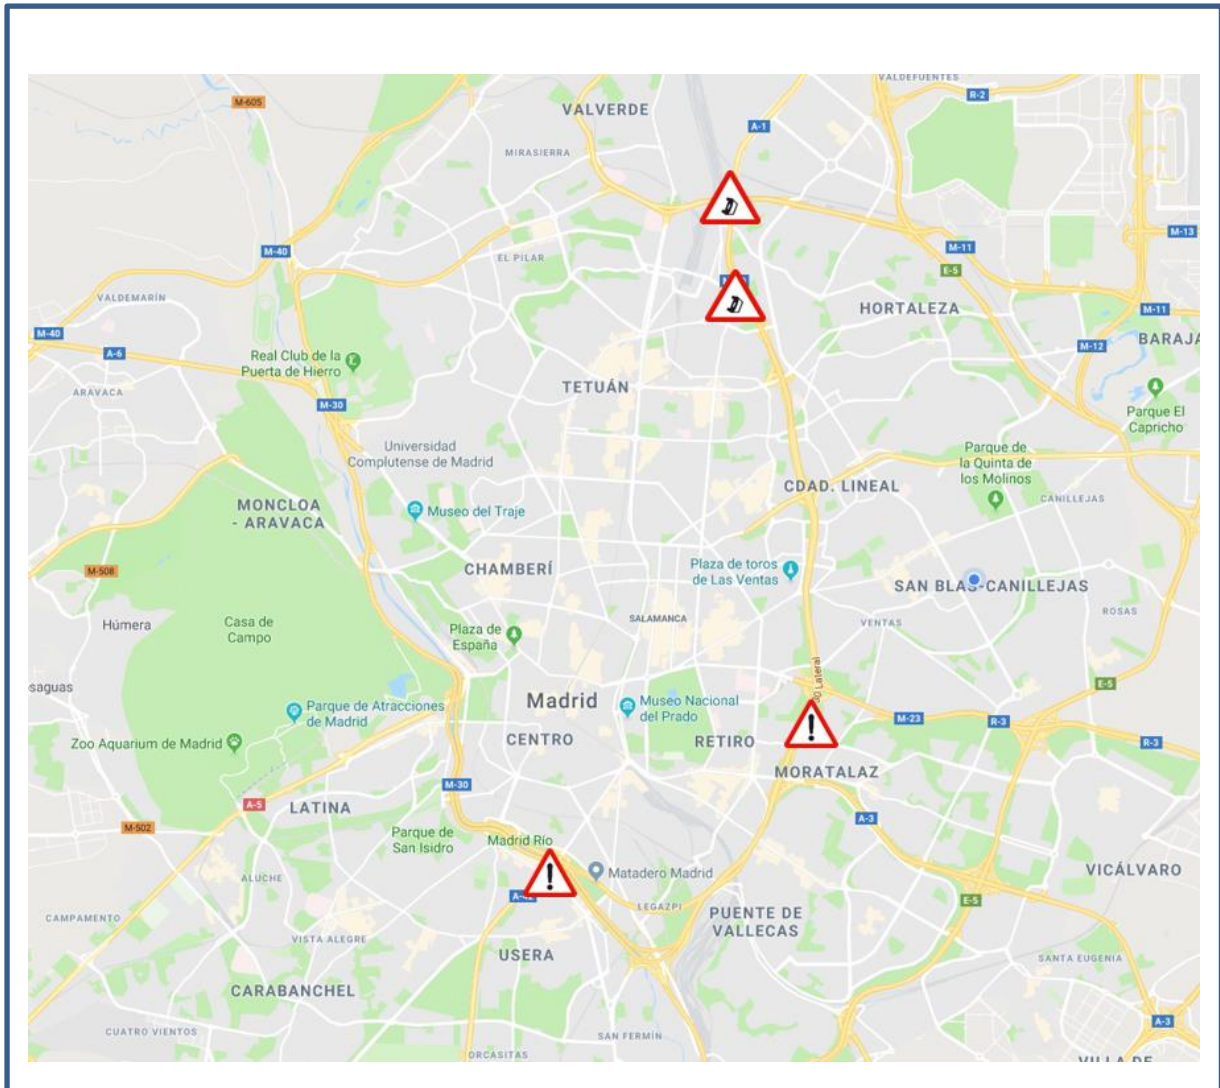 VALDEFUENTES
R-2
M-605
VALVERDE
A-1
MIRASIERRA
M-13
M-11
M-40
EL PILAR
E-5
VALDEMARÍN
HORTALEZA
M-11
M-40
BARAJA
A-6
M-12
Real Club de la
Puerta de Hierro
TETUÁN
ARAVACA
M-30
Parque El
Capricho
Universidad
Complutense de Madrid
Parque de
la Quinta de
los Molinos
CDAD. LINEAL
CANILLEJAS
MONCLOA
- ARAVACA
Museo del Traje
CHAMBERÍ
Plaza de toros
de Las Ventas
M-508
SAN BLAS-CANILLEJAS
ROSAS
Húmera
Casa de
Campo
SALAMANCA
VENTAS
Plaza de
España
saguas
Lateral
E-5
Madrid
Museo Nacional
del Prado
Parque de Atracciones
de Madrid
M-23
R-3
Zoo Aquarium de Madrid
CENTRO
RETIRO
R-3
MORATALAZ
M-30
A-5
LATINA
A-3
M-502
Parque de
San Isidro
Madrid Río
Matadero Madrid
VICÁLVARO
ALUCHE
E-5
LEGAZPI
CAMPAMENTO
PUENTE DE
VALLECAS
VISTA ALEGRE
USERA
SANTA EUGENIA
CARABANCHEL
A-3
CUATRO VIENTOS
SAN FERMÍN
ORCASITAS
VILLA DE